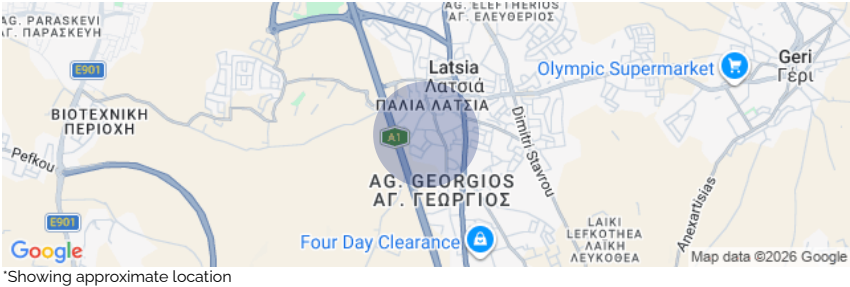 AG. ELEFTHERIOS
ΑΓ. ΕΛΕΥΘΕΡΙΟΣ
AG. PARASKEVI
ΑΓ. ΠΑΡΑΣΚΕΥΗ
E901
Latsia
Λατσιά
Olympic Supermarket
Geri
Γέρι
ΠΑΛΙΑ ΛΑΤΣΙΑ
ΒΙΟΤΕΧΝΙΚΗ
ΠΕΡΙΟΧΗ
A1
Dimitri Stavrou
Pefkou
AG. GEORGIOS
ΑΓ. ΓΕΩΡΓΙΟΣ
Anexartisias
E901
LAIKI
LEFKOTHEA
ΛΑΪΚΗ
ΛΕΥΚΟΘΕΑ
Four Day Clearance
Google
Map data ©2026 Google
*Showing approximate location